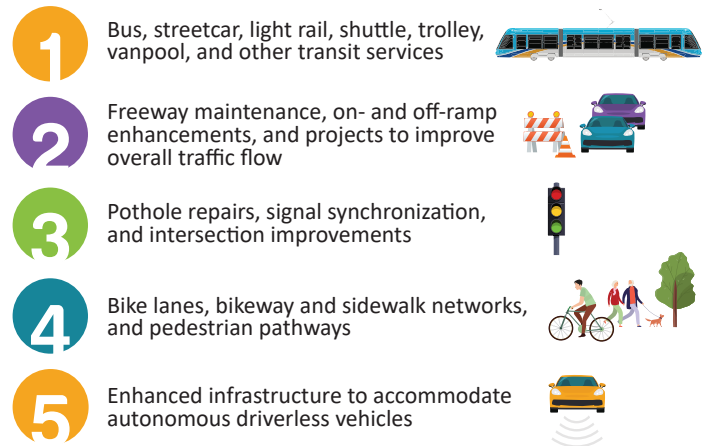 1
Bus, streetcar, light rail, shuttle, trolley,
vanpool, and other transit services
2
Freeway maintenance, on- and off-ramp
enhancements, and projects to improve
overall traffic flow
3
Pothole repairs, signal synchronization,
and intersection improvements
4
Bike lanes, bikeway and sidewalk networks,
and pedestrian pathways
5
Enhanced infrastructure to accommodate
autonomous driverless vehicles